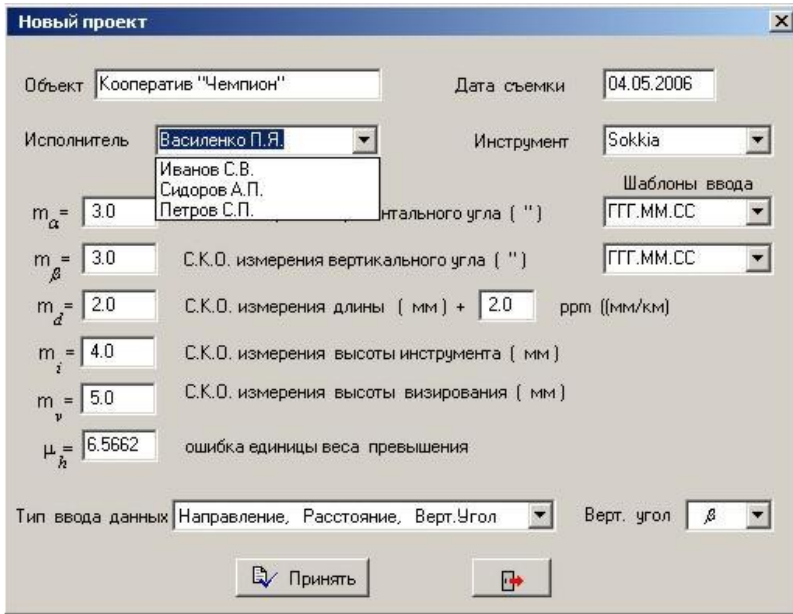 Новый проект
Объект Кооператив "Чемпион" Дата съемки 04.05.2006
Исполнитель Василенко П.Я. Инструмент Sokkia
Иванов С.В.
Сидоров А.П.
Петров С.П.
Шаблоны ввода
mα = 3.0 нтального угла ( ") ГГГ.ММ.СС
mβ = 3.0 С.К.О. измерения вертикального угла ( ") ГГГ.ММ.СС
md = 2.0 С.К.О. измерения длины ( мм ) + 2.0 ppm ((мм/км)
mi = 4.0 С.К.О. измерения высоты инструмента ( мм )
mν = 5.0 С.К.О. измерения высоты визирования ( мм )
μh = 6.5662 ошибка единицы веса превышения
Тип ввода данных Направление, Расстояние, Верт.Угол Верт. угол β
Принять